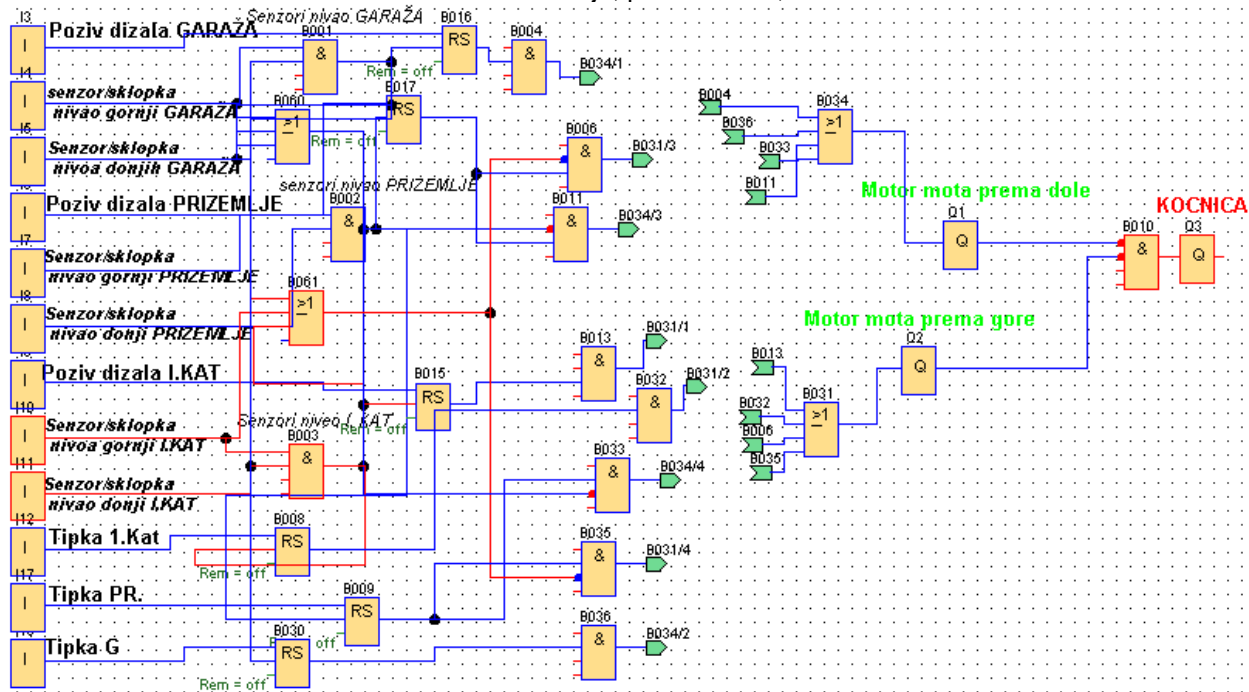 I3
Poziv dizala GARAŽA
Senzori nivao GARAŽA
B001
&
B016
RS
Rem = off
B004
&
B034/1
I
I4
senzor/sklopka
nivao gornji GARAŽA
I
I5
B060
≥1
B017
RS
Rem = off
Senzor/sklopka
nivoa donjih GARAŽA
I
B006
&
B031/3
B004
B036
B033
B011
B034
≥1
senzori nivao PRIZEMLJE
B002
&
Poziv dizala PRIZEMLJE
I
I7
B011
&
B034/3
Motor mota prema dole
Q1
Q
KOCNICA
B010
&
Q3
Q
Senzor/sklopka
nivao gornji PRIZEMLJE
I
I8
B061
≥1
Senzor/sklopka
nivao donji PRIZEMLJE
I
Motor mota prema gore
Q2
Q
B013
&
B031/1
Poziv dizala I.KAT
I
I10
B015
RS
Rem = off
B032
&
B031/2
B013
B032
B006
B035
B031
≥1
Senzor/sklopka
nivoa gornji I.KAT
I
I11
Senzori niveo I. KAT
B003
&
B033
&
B034/4
Senzor/sklopka
nivao donji I.KAT
I
I12
Tipka 1.Kat
I
I17
B008
RS
Rem = off
B035
&
B031/4
Tipka PR.
I
B009
RS
off
B036
&
B034/2
Tipka G
I
B030
RS
Rem = off